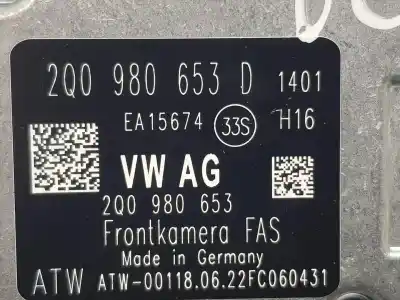 2Q0 980 653 D 1401
EA15674 33S H16
VW AG
2Q0 980 653
Frontkamera FAS
Made in Germany
ATW ATW-00118.06.22FC060431